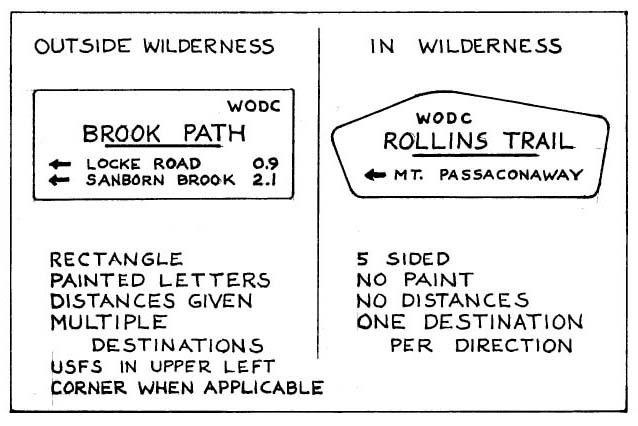 OUTSIDE WILDERNESS
WODC
BROOK PATH
← LOCKE ROAD 0.9
← SANBORN BROOK 2.1
RECTANGLE
PAINTED LETTERS
DISTANCES GIVEN
MULTIPLE
DESTINATIONS
USFS IN UPPER LEFT
CORNER WHEN APPLICABLE
IN WILDERNESS
WODC
ROLLINS TRAIL
← MT. PASSACONAWAY
5 SIDED
NO PAINT
NO DISTANCES
ONE DESTINATION
PER DIRECTION